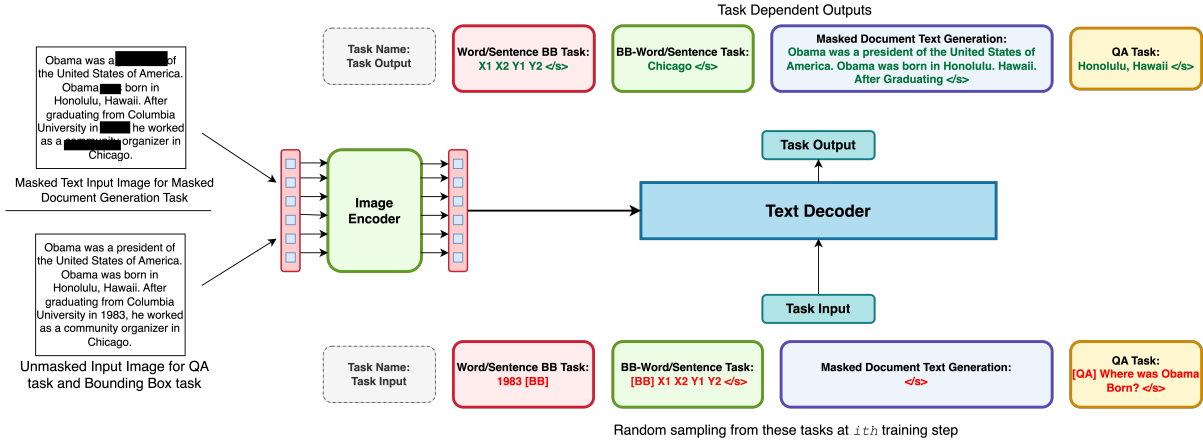 Task Dependent Outputs
Task Name:
Task Output
Word/Sentence BB Task:
X1 X2 Y1 Y2 </s>
BB-Word/Sentence Task:
Chicago </s>
Masked Document Text Generation:
Obama was a president of the United States of
America. Obama was born in Honolulu. Hawaii.
After Graduating </s>
QA Task:
Honolulu, Hawaii </s>
Obama was a of
the United States of America.
Obama born in
Honolulu, Hawaii. After
graduating from Columbia
University in he worked
as a community organizer in
Chicago.
Masked Text Input Image for Masked
Document Generation Task
Obama was a president of
the United States of America.
Obama was born in
Honolulu, Hawaii. After
graduating from Columbia
University in 1983, he worked
as a community organizer in
Chicago.
Unmasked Input Image for QA
task and Bounding Box task
Image
Encoder
Task Output
Text Decoder
Task Input
Task Name:
Task Input
Word/Sentence BB Task:
1983 [BB]
BB-Word/Sentence Task:
[BB] X1 X2 Y1 Y2 </s>
Masked Document Text Generation:
</s>
QA Task:
[QA] Where was Obama
Born? </s>
Random sampling from these tasks at ith training step